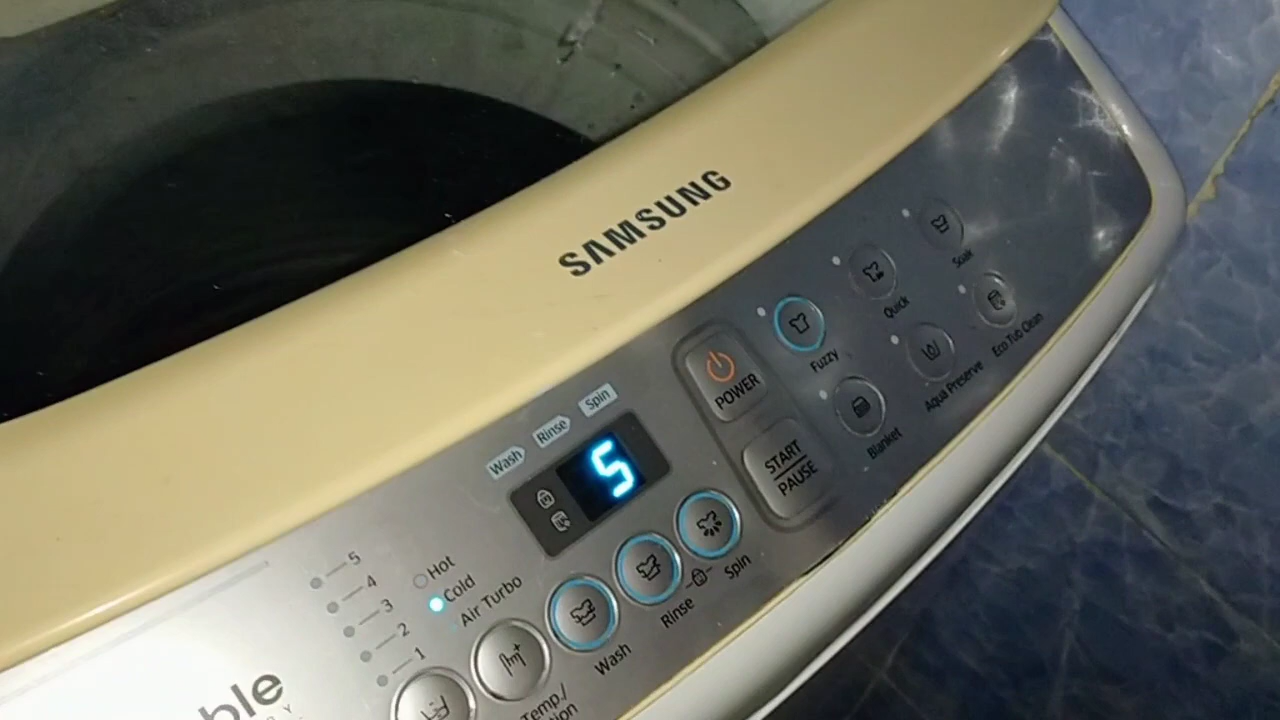 SAMSUNG
Soak
Quick
Eco Tub Clean
Fuzzy
Aqua Preserve
POWER
Blanket
Spin
Rinse
Wash
5
START
PAUSE
5
4
3
2
1
Hot
Cold
Air Turbo
Spin
Rinse
Wash
Temp./
ble